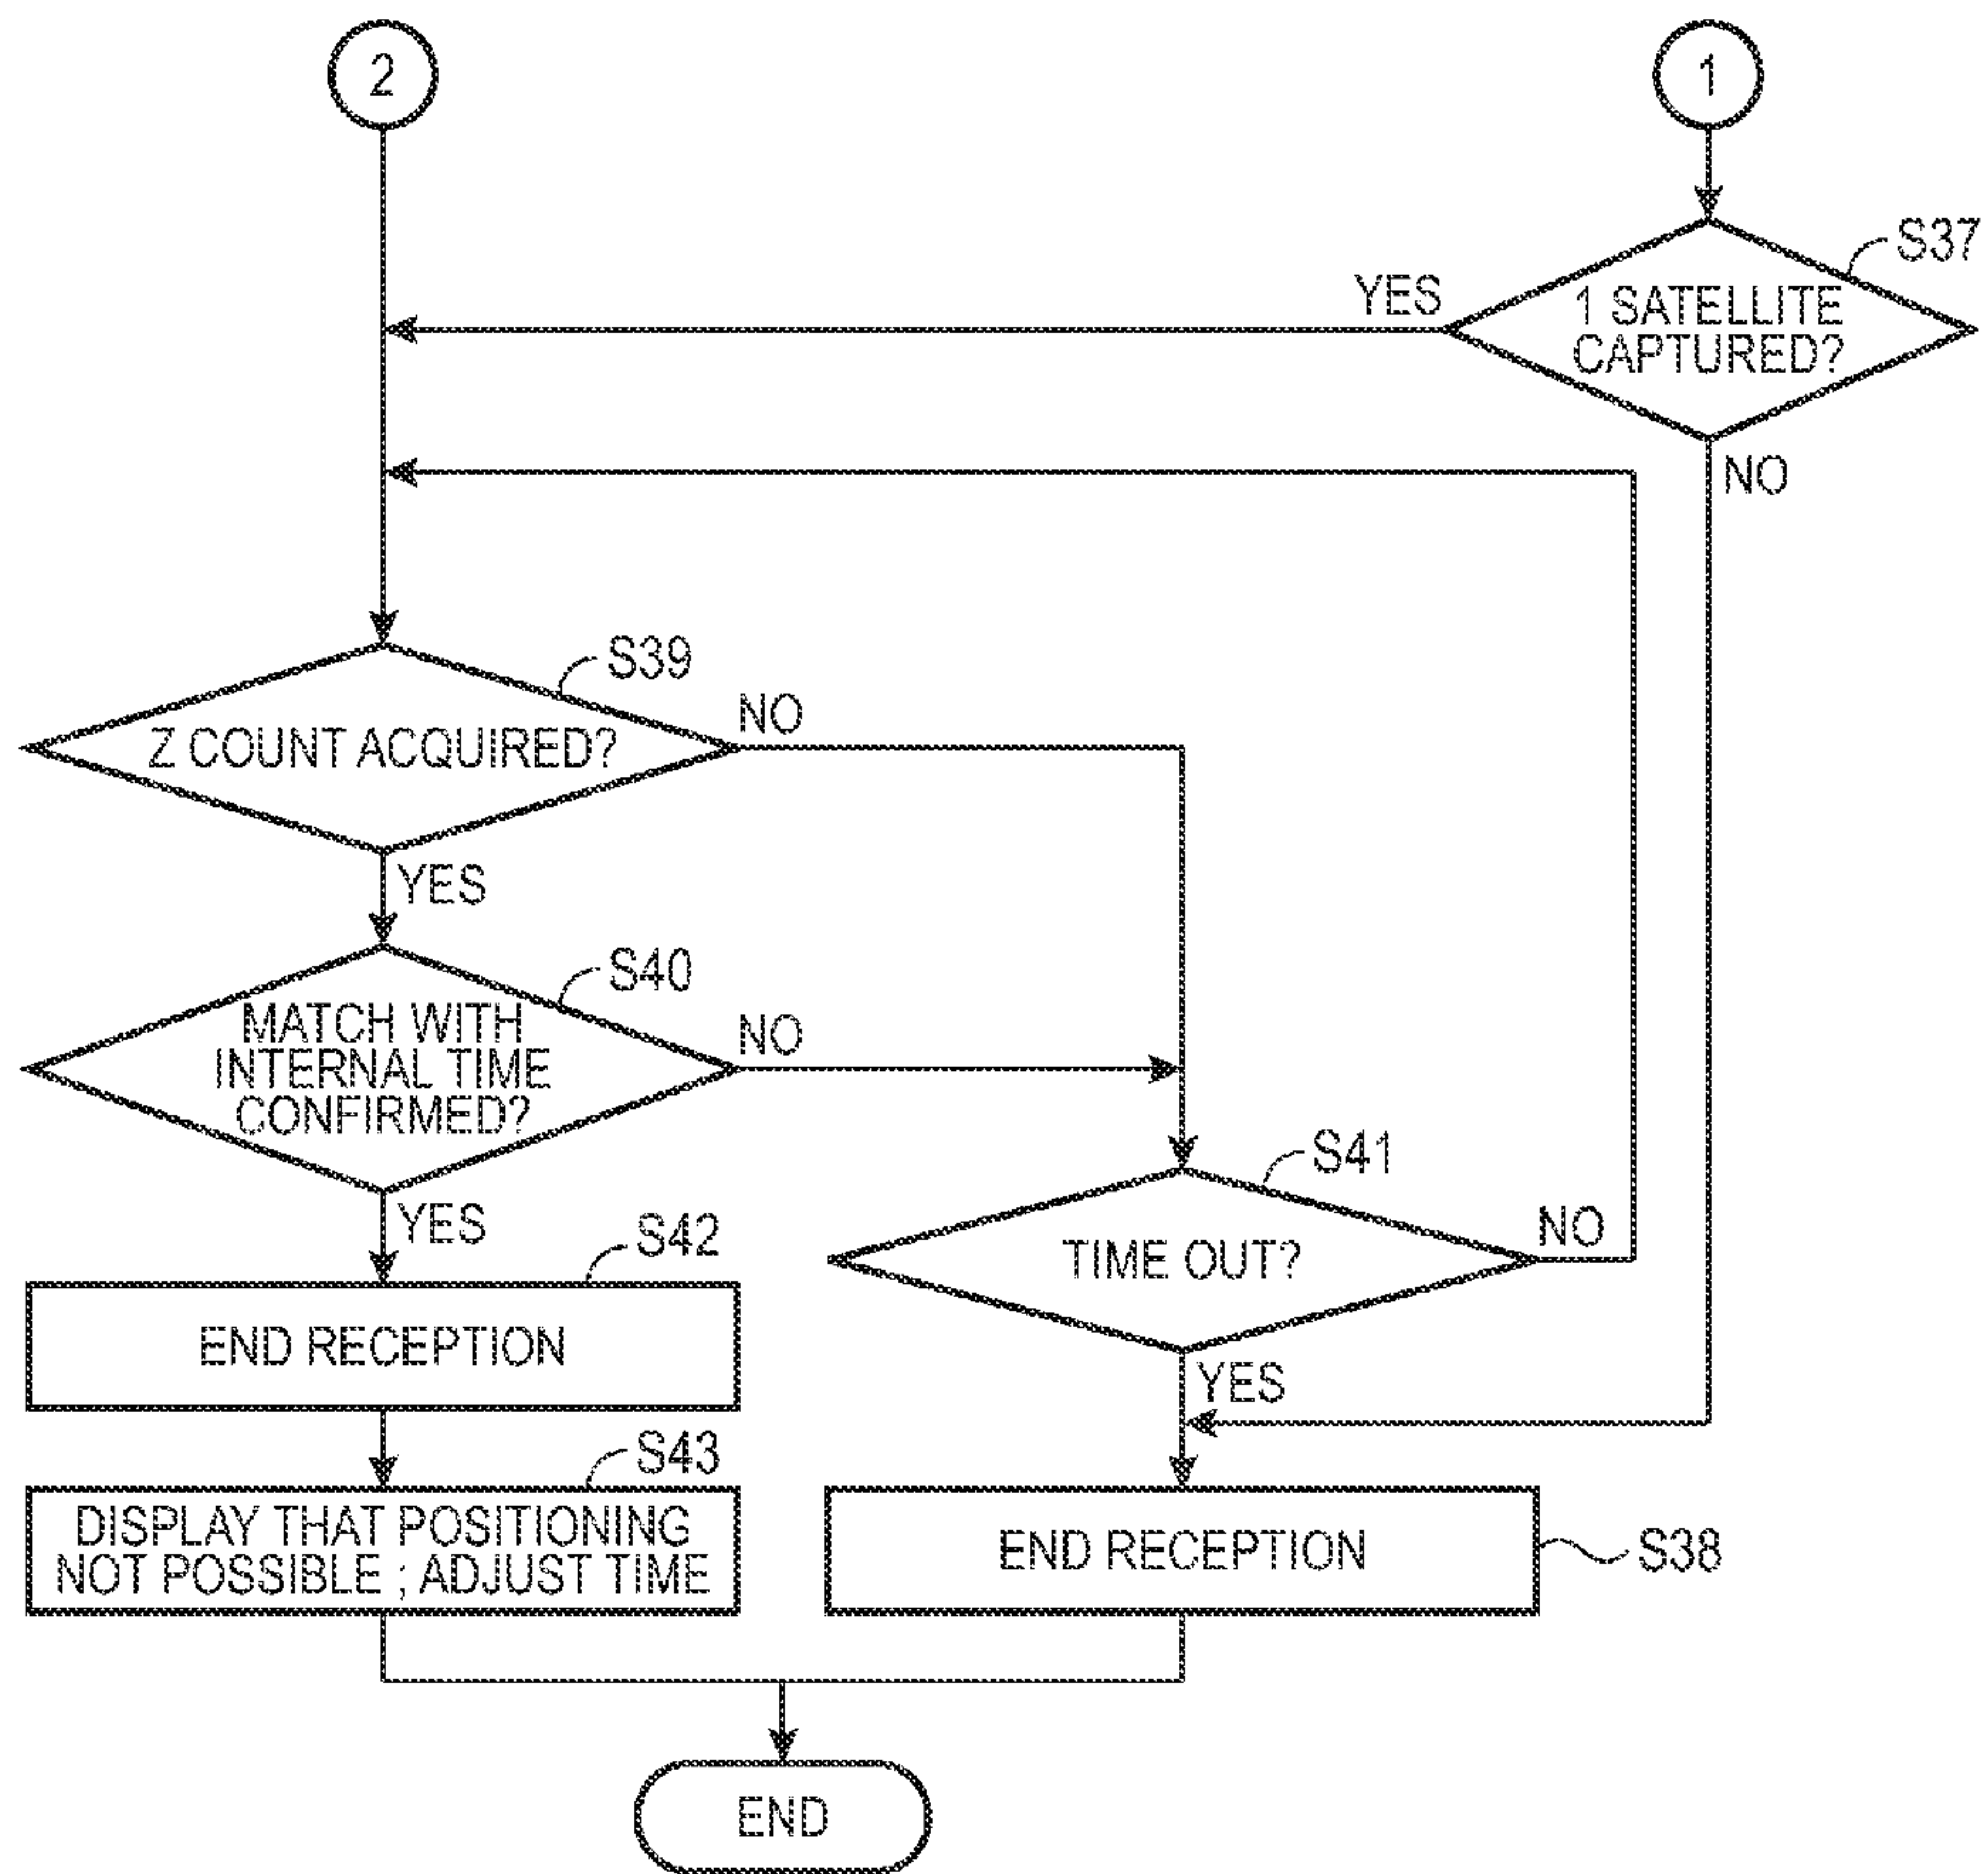 2
1
S37
YES
1 SATELLITE
CAPTURED?
NO
S39
NO
Z COUNT ACQUIRED?
YES
S40
MATCH WITH
INTERNAL TIME
CONFIRMED?
NO
S41
YES
S42
TIME OUT?
NO
END RECEPTION
YES
S43
DISPLAY THAT POSITIONING
NOT POSSIBLE ; ADJUST TIME
END RECEPTION
S38
END